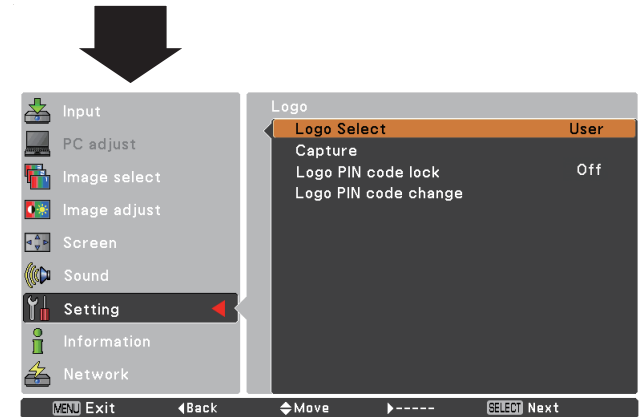 Input
PC adjust
Image select
Image adjust
Screen
Sound
Setting
Information
Network
Logo
Logo Select User
Capture
Logo PIN code lock Off
Logo PIN code change
MENU Exit ◀Back ◆Move ▶----- SELECT Next